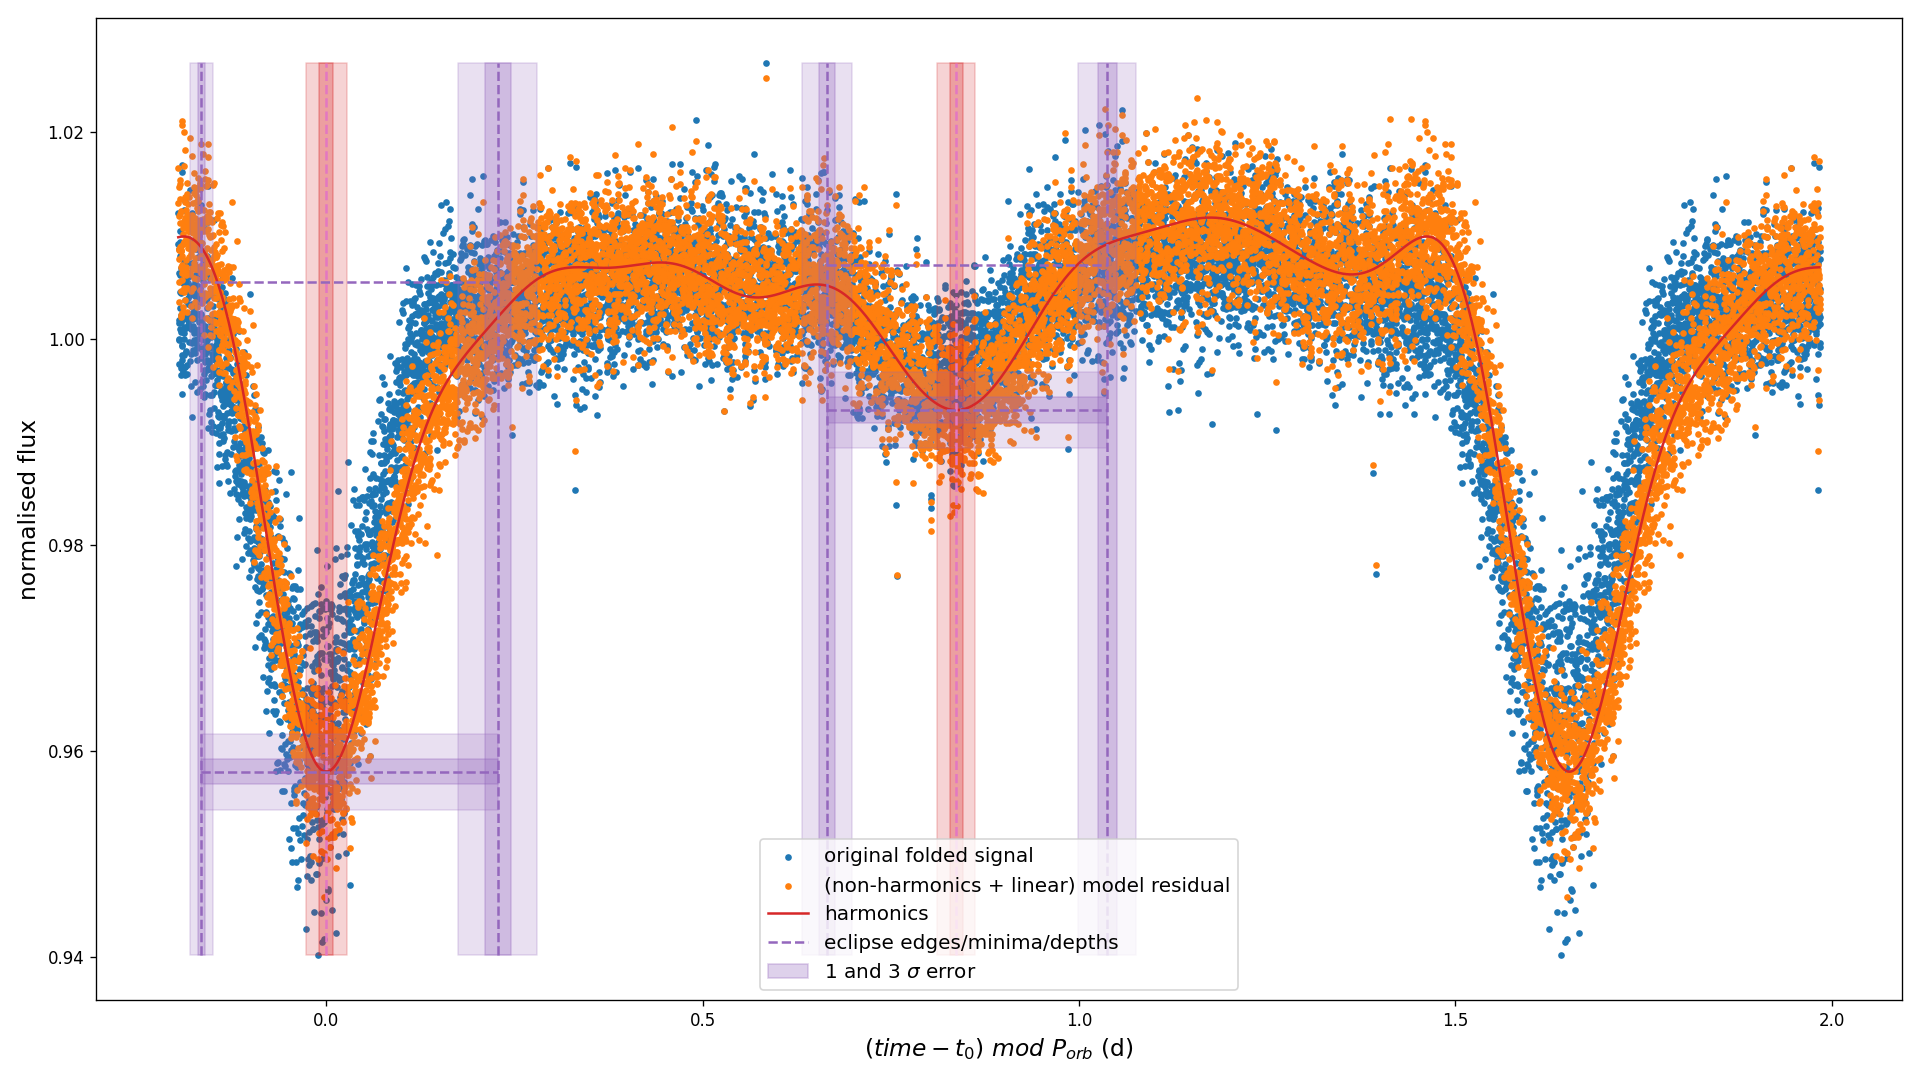 normalised flux
1.02
1.00
0.98
0.96
0.94
original folded signal
(non-harmonics + linear) model residual
harmonics
eclipse edges/minima/depths
1 and 3 σ error
0.0 0.5 1.0 1.5 2.0
(time − t₀) mod P_orb (d)